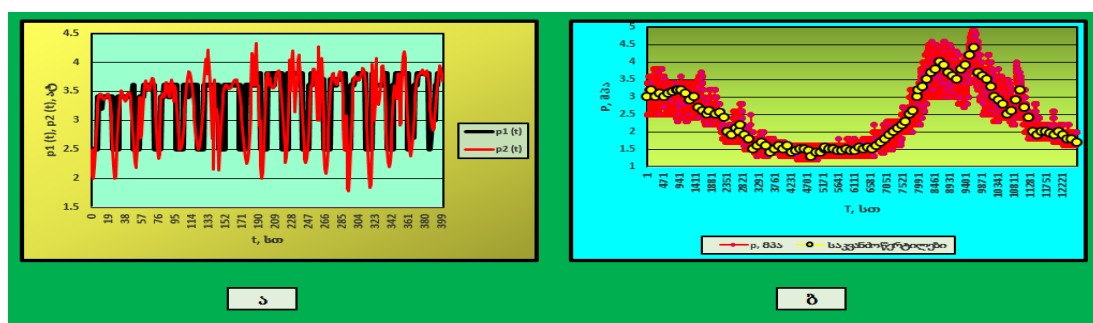 4.5
4
3.5
3
2.5
2
1.5
p1 (t), p2 (t), ატ
0 19 38 57 76 95 114 133 152 171 190 209 228 247 266 285 304 323 342 361 380 399
t, სთ
p1 (t)
p2 (t)
ა
5
4.5
4
3.5
3
2.5
2
1.5
1
P, მპა
1 471 941 1411 1881 2351 2821 3291 3761 4231 4701 5171 5641 6111 6581 7051 7521 7991 8461 8931 9401 9871 10341 10811 11281 11751 12221
T, სთ
p, მპა
საკვანძო წერტილები
ბ